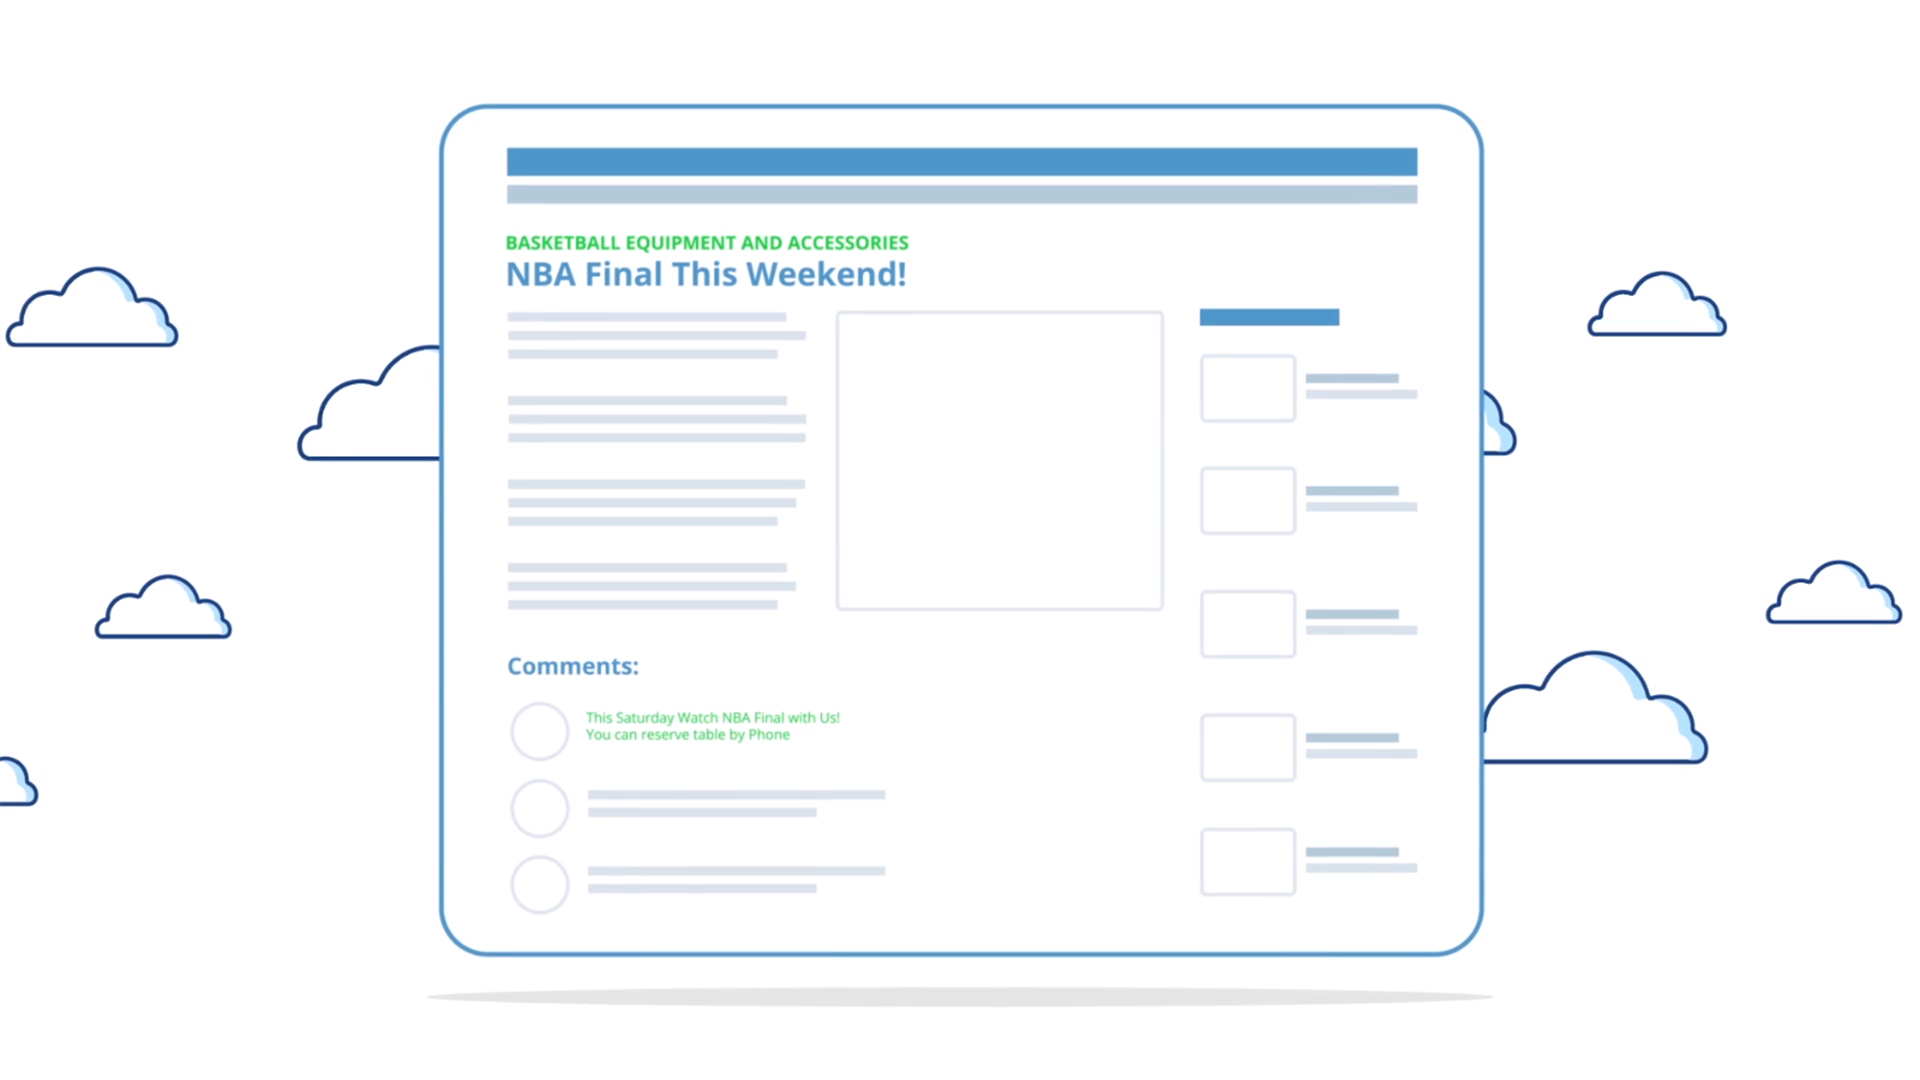 BASKETBALL EQUIPMENT AND ACCESSORIES
NBA Final This Weekend!
Comments:
This Saturday Watch NBA Final with Us!
You can reserve table by Phone